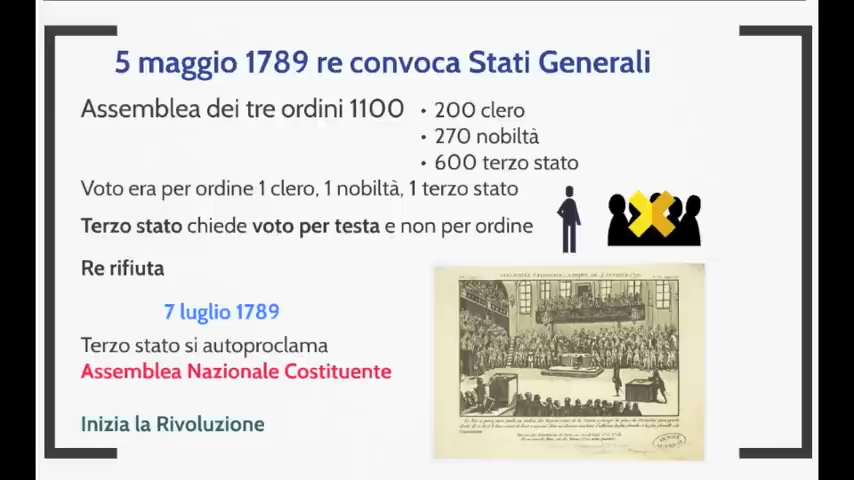 5 maggio 1789 re convoca Stati Generali
Assemblea dei tre ordini 1100
• 200 clero
• 270 nobiltà
• 600 terzo stato
Voto era per ordine 1 clero, 1 nobiltà, 1 terzo stato
Terzo stato chiede voto per testa e non per ordine
Re rifiuta
7 luglio 1789
Terzo stato si autoproclama
Assemblea Nazionale Costituente
Inizia la Rivoluzione